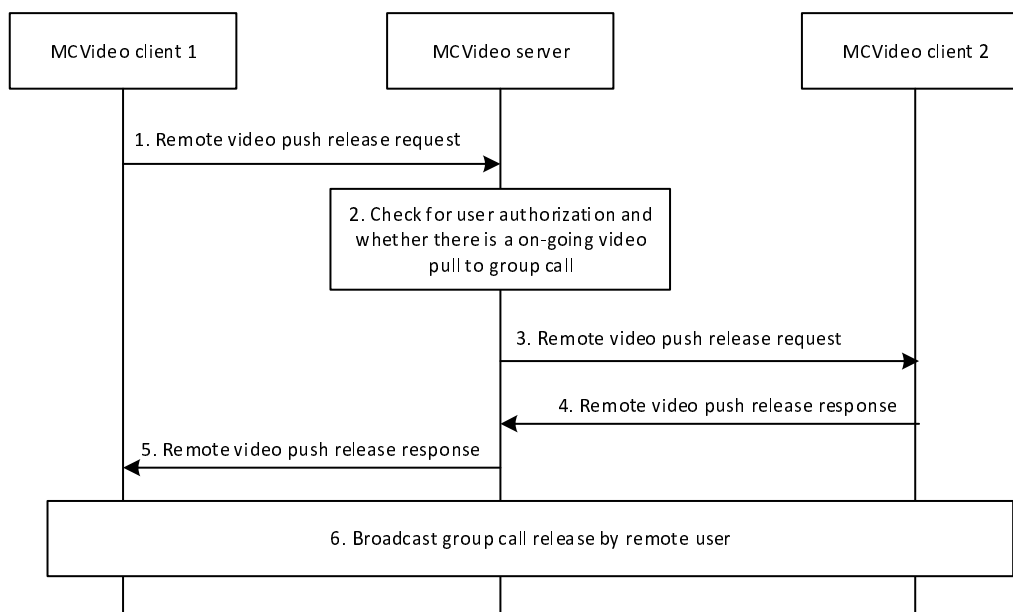 MCVideo client 1
MCVideo server
MCVideo client 2
1. Remote video push release request
2. Check for user authorization and
whether there is a on-going video
pull to group call
3. Remote video push release request
4. Remote video push release response
5. Remote video push release response
6. Broadcast group call release by remote user